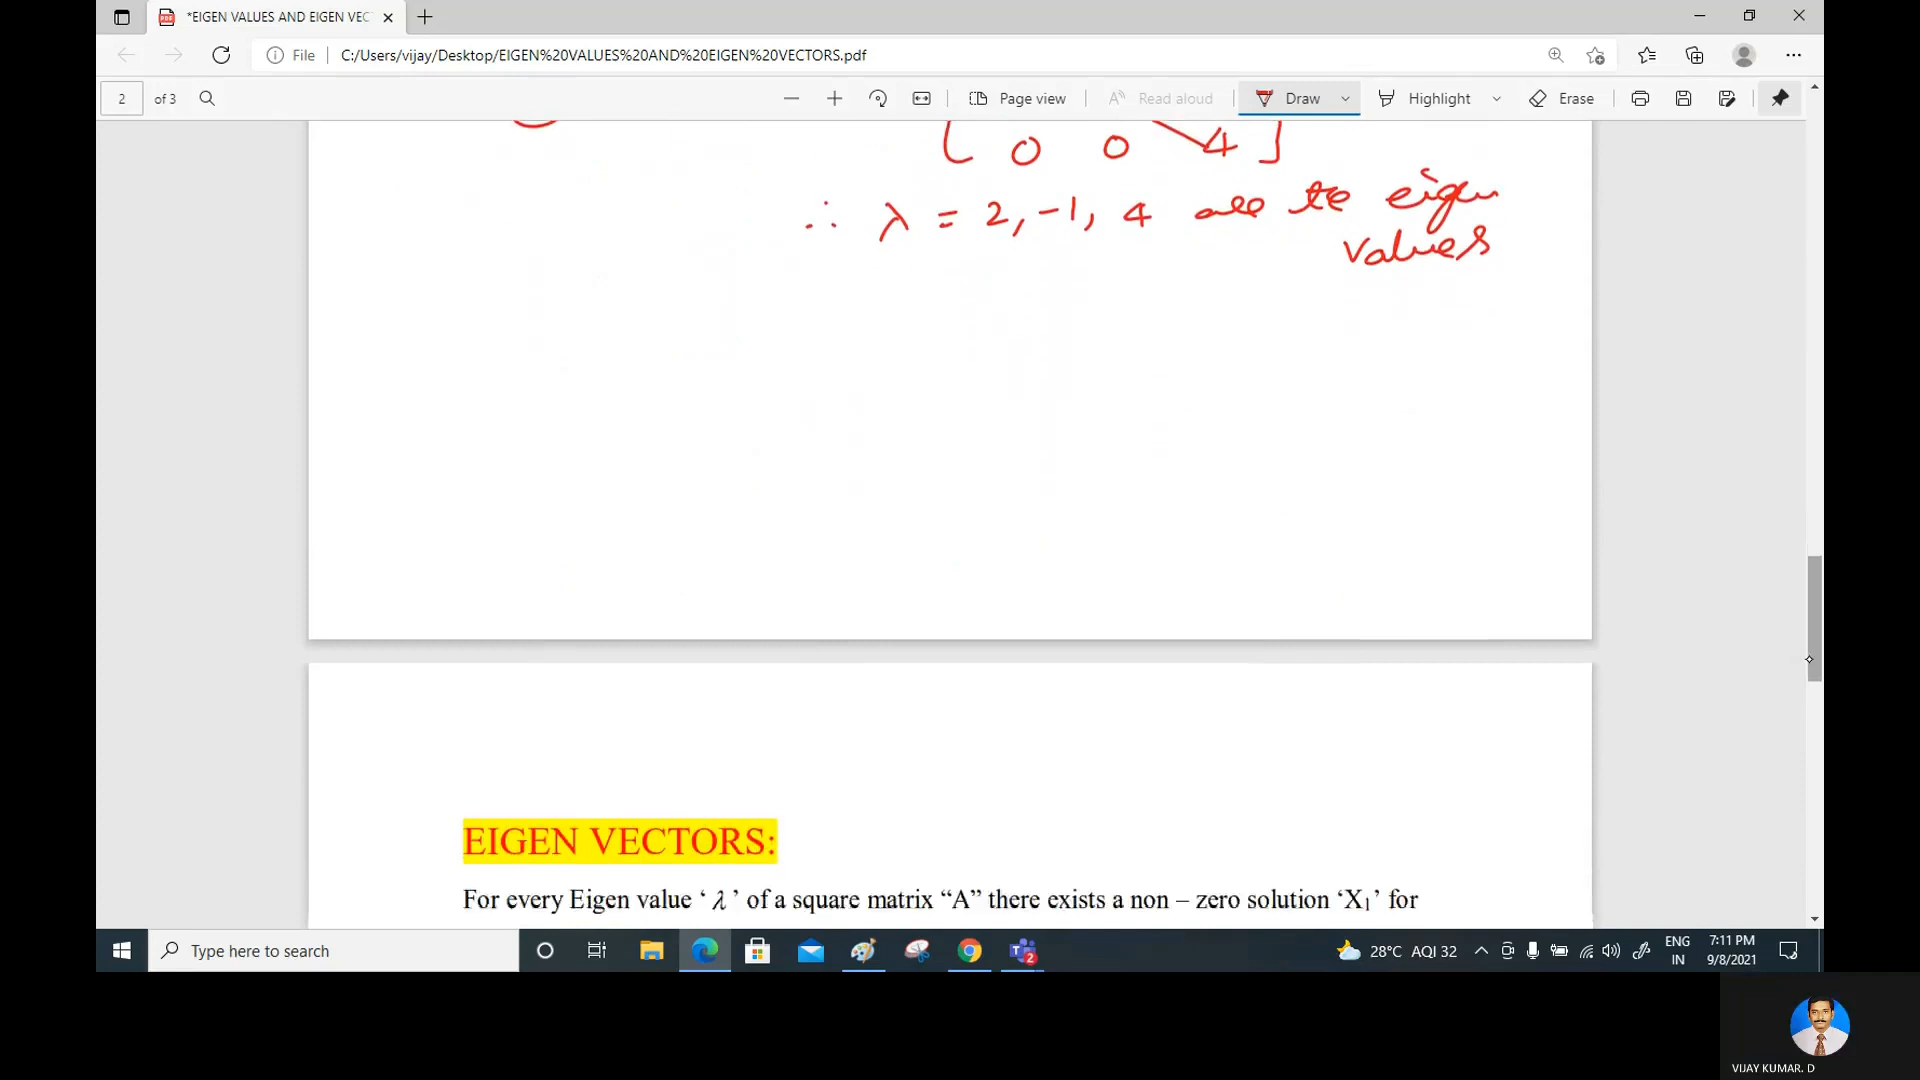 *EIGEN VALUES AND EIGEN VEC
File C:/Users/vijay/Desktop/EIGEN%20VALUES%20AND%20EIGEN%20VECTORS.pdf
2 of 3 Page view Read aloud Draw Highlight Erase
0 0 4
∴ λ = 2, -1, 4 are the eigen
values
EIGEN VECTORS:
For every Eigen value ‘ λ ’ of a square matrix “A” there exists a non – zero solution ‘X₁’ for
Type here to search 28°C AQI 32 ENG 7:11 PM
IN 9/8/2021
2
VIJAY KUMAR. D